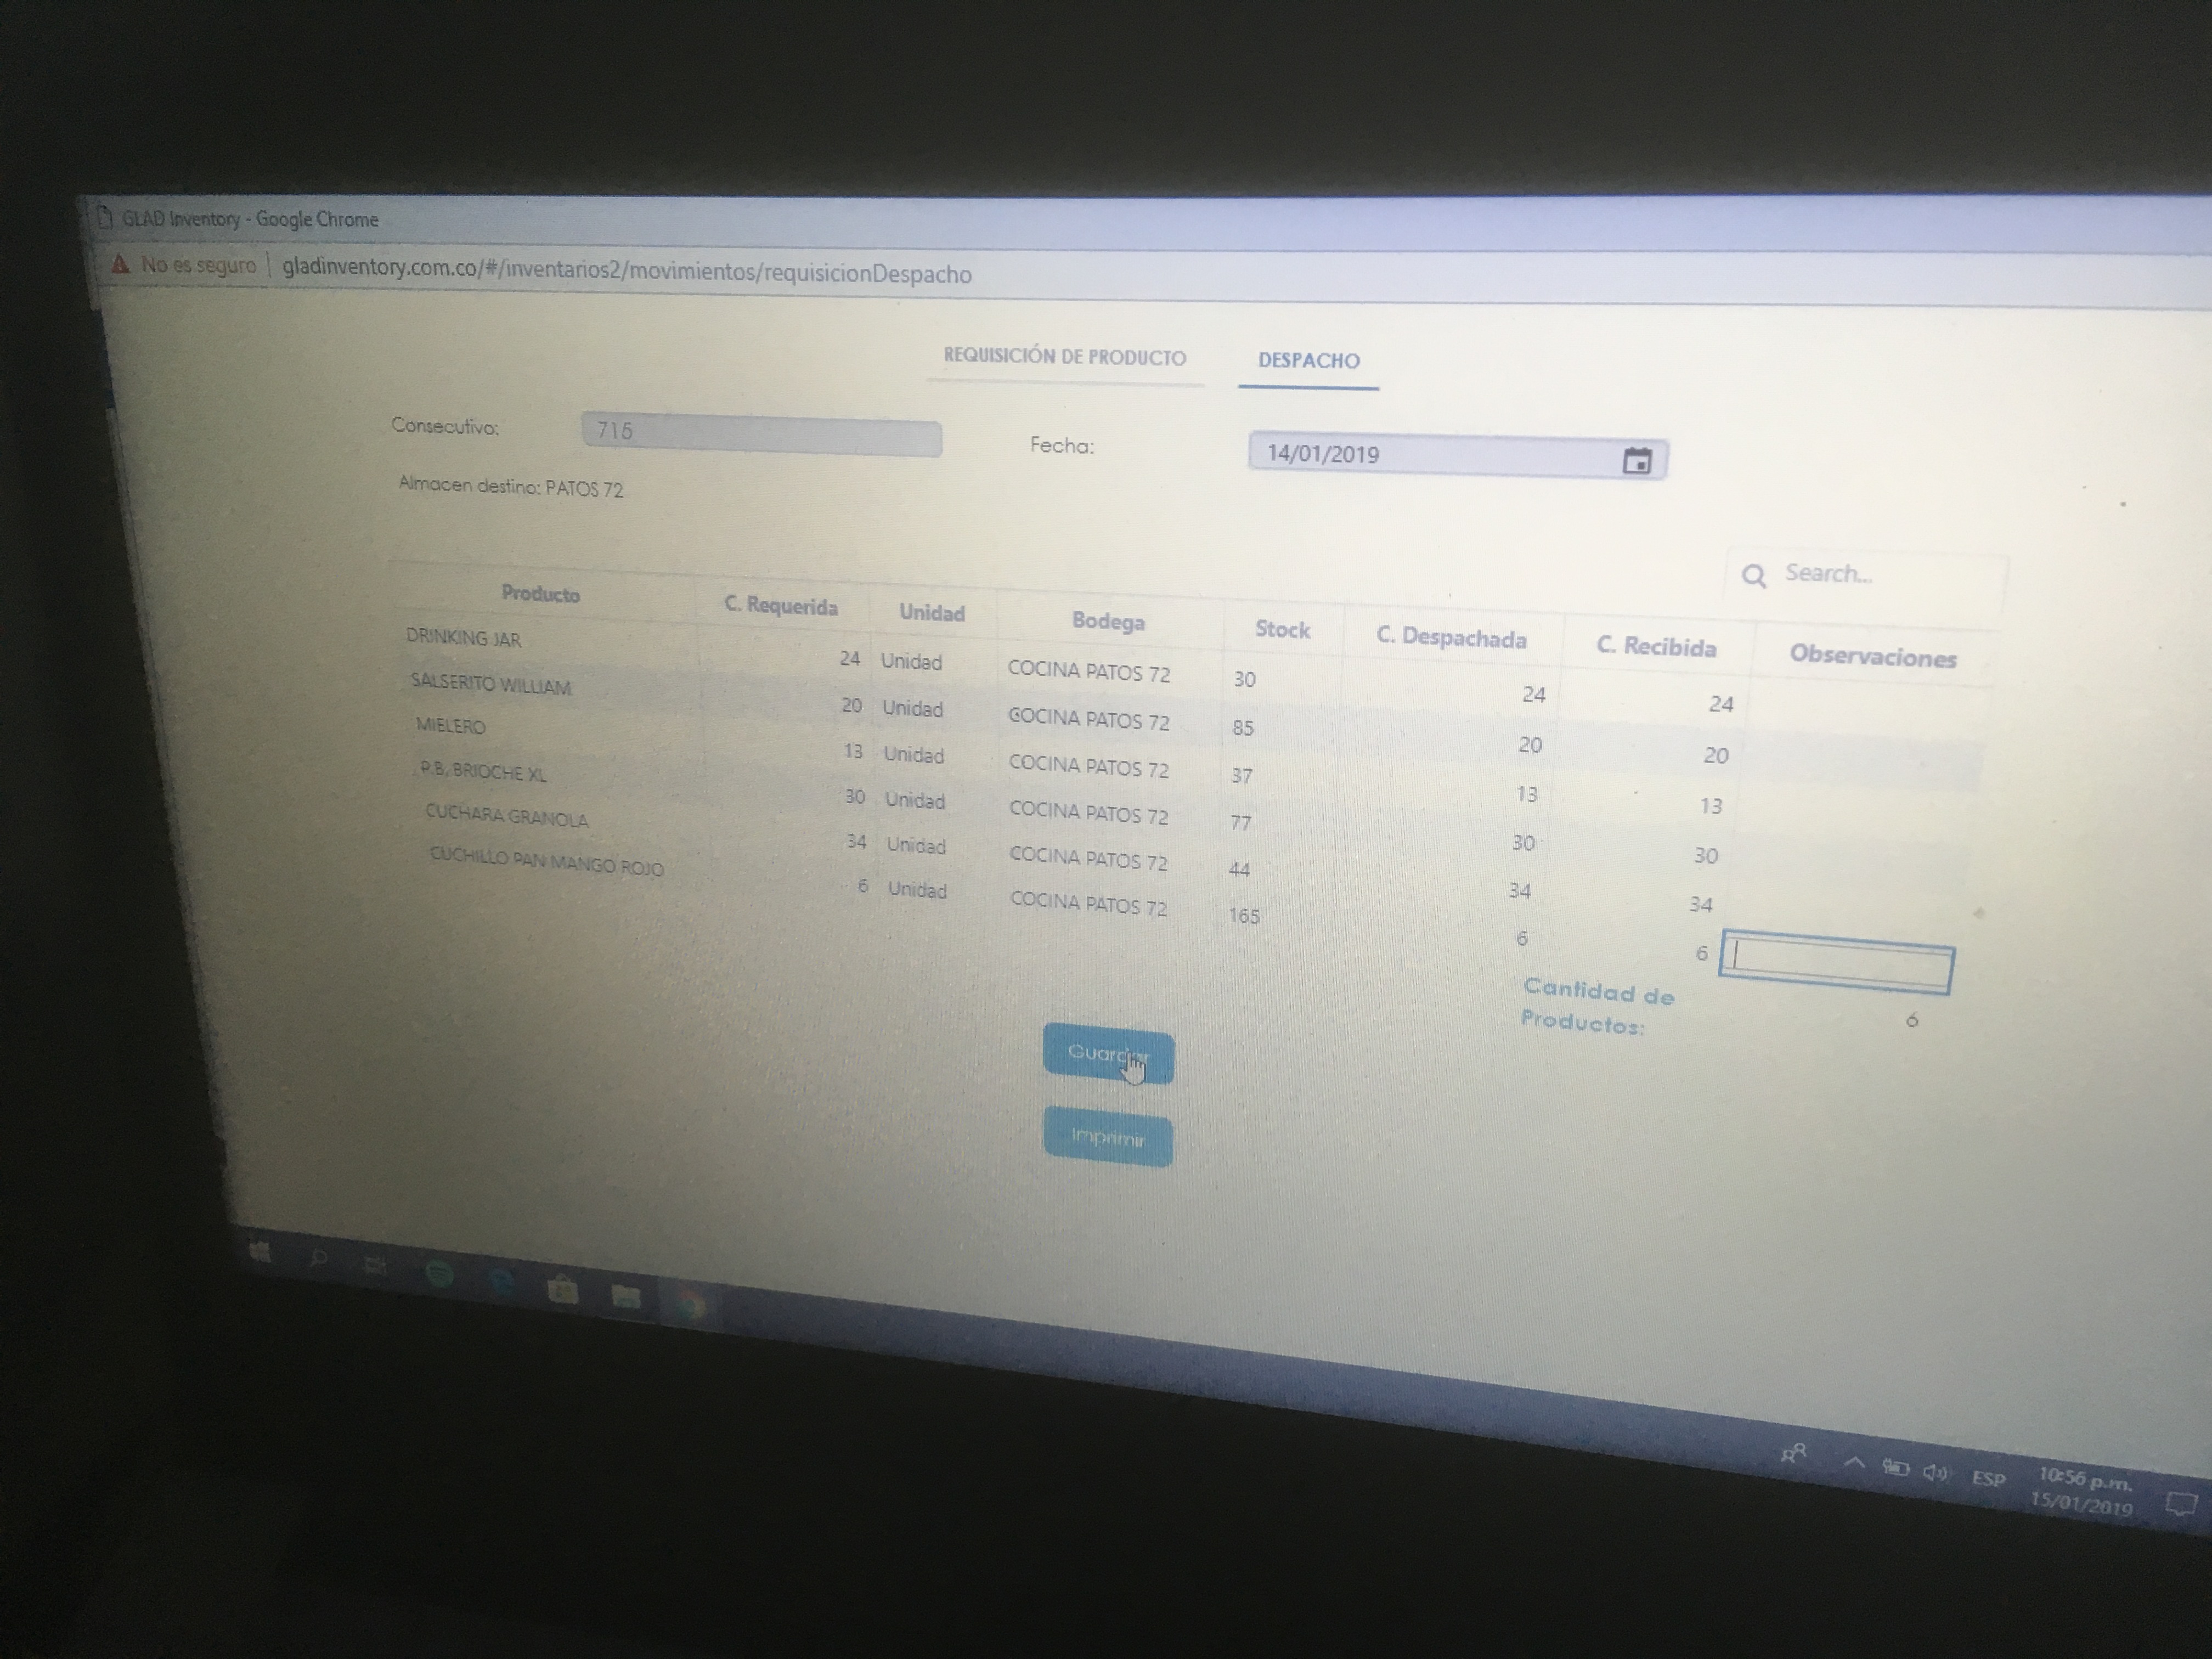 GLAD Inventory - Google Chrome
No es seguro | gladinventory.com.co/#/inventarios2/movimientos/requisicionDespacho
REQUISICIÓN DE PRODUCTO DESPACHO
Consecutivo: 715 Fecha: 14/01/2019
Almacen destino: PATOS 72
Search...
Producto C. Requerida Unidad Bodega Stock C. Despachada C. Recibida Observaciones
DRINKING JAR 24 Unidad COCINA PATOS 72 30 24 24
SALSERITO WILLIAM 20 Unidad COCINA PATOS 72 85 20 20
MIELERO 13 Unidad COCINA PATOS 72 37 13 13
P.B. BRIOCHE XL 30 Unidad COCINA PATOS 72 77 30 30
CUCHARA GRANOLA 34 Unidad COCINA PATOS 72 44 34 34
CUCHILLO PAN MANGO ROJO 6 Unidad COCINA PATOS 72 165 6 6
Cantidad de
Productos: 6
Guardar
Imprimir
ESP 10:56 p.m.
15/01/2019